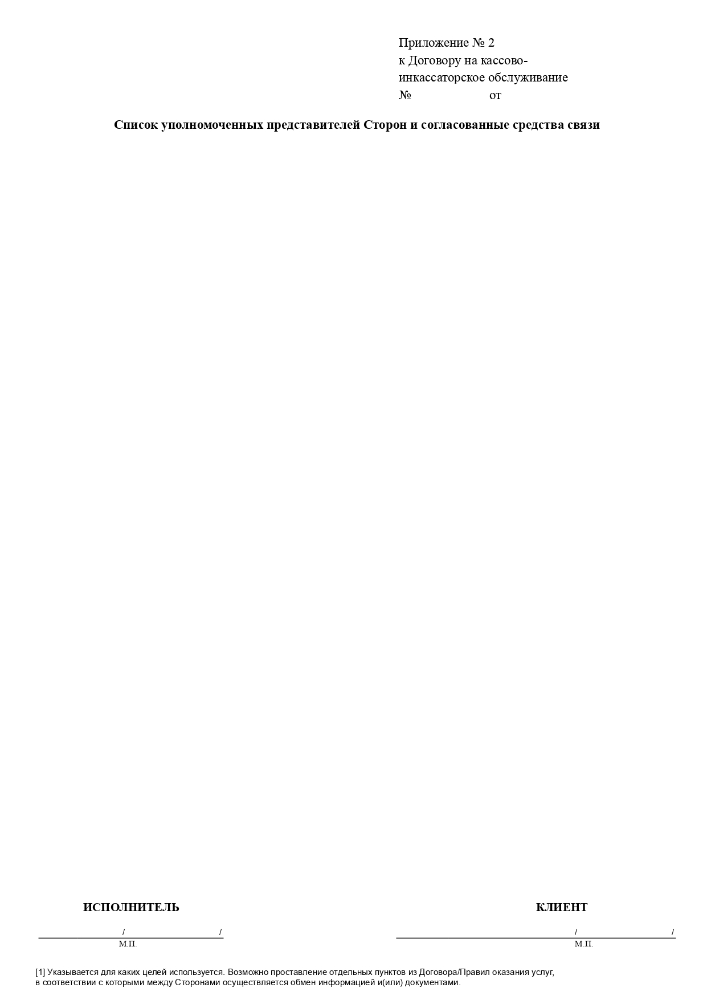 Приложение № 2
к Договору на кассово-
инкассаторское обслуживание
№ от
Список уполномоченных представителей Сторон и согласованные средства связи
ИСПОЛНИТЕЛЬ КЛИЕНТ
/ / / /
М.П. М.П.
[1] Указывается для каких целей используется. Возможно проставление отдельных пунктов из Договора/Правил оказания услуг,
в соответствии с которыми между Сторонами осуществляется обмен информацией и(или) документами.